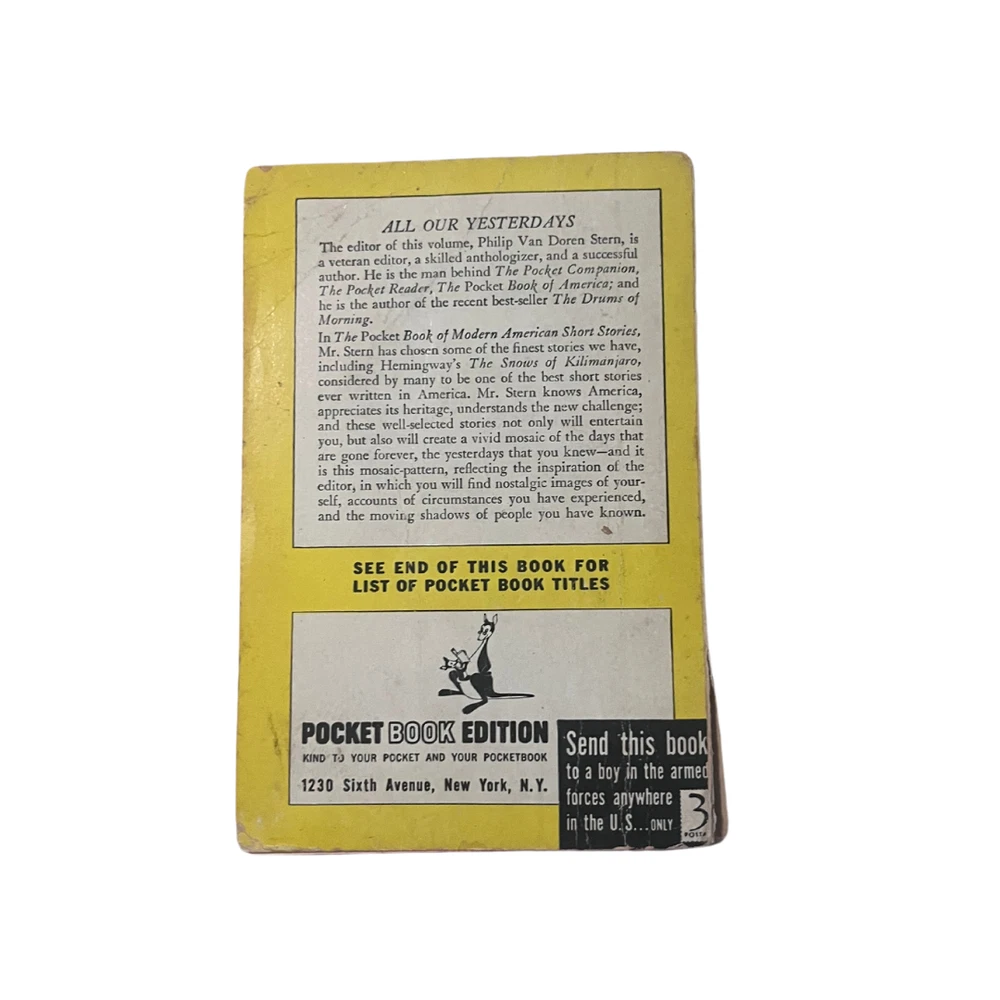 ALL OUR YESTERDAYS
The editor of this volume, Philip Van Doren Stern, is
a veteran editor, a skilled anthologizer, and a successful
author. He is the man behind The Pocket Companion,
The Pocket Reader, The Pocket Book of America; and
he is the author of the recent best-seller The Drums of
Morning.
In The Pocket Book of Modern American Short Stories,
Mr. Stern has chosen some of the finest stories we have,
including Hemingway's The Snows of Kilimanjaro,
considered by many to be one of the best short stories
ever written in America. Mr. Stern knows America,
appreciates its heritage, understands the new challenge;
and these well-selected stories not only will entertain
you, but also will create a vivid mosaic of the days that
are gone forever, the yesterdays that you knew—and it
is this mosaic-pattern, reflecting the inspiration of the
editor, in which you will find nostalgic images of your-
self, accounts of circumstances you have experienced,
and the moving shadows of people you have known.
SEE END OF THIS BOOK FOR
LIST OF POCKET BOOK TITLES
POCKET BOOK EDITION
KIND TO YOUR POCKET AND YOUR POCKETBOOK
1230 Sixth Avenue, New York, N.Y.
Send this book
to a boy in the armed
forces anywhere
in the U.S...ONLY 3